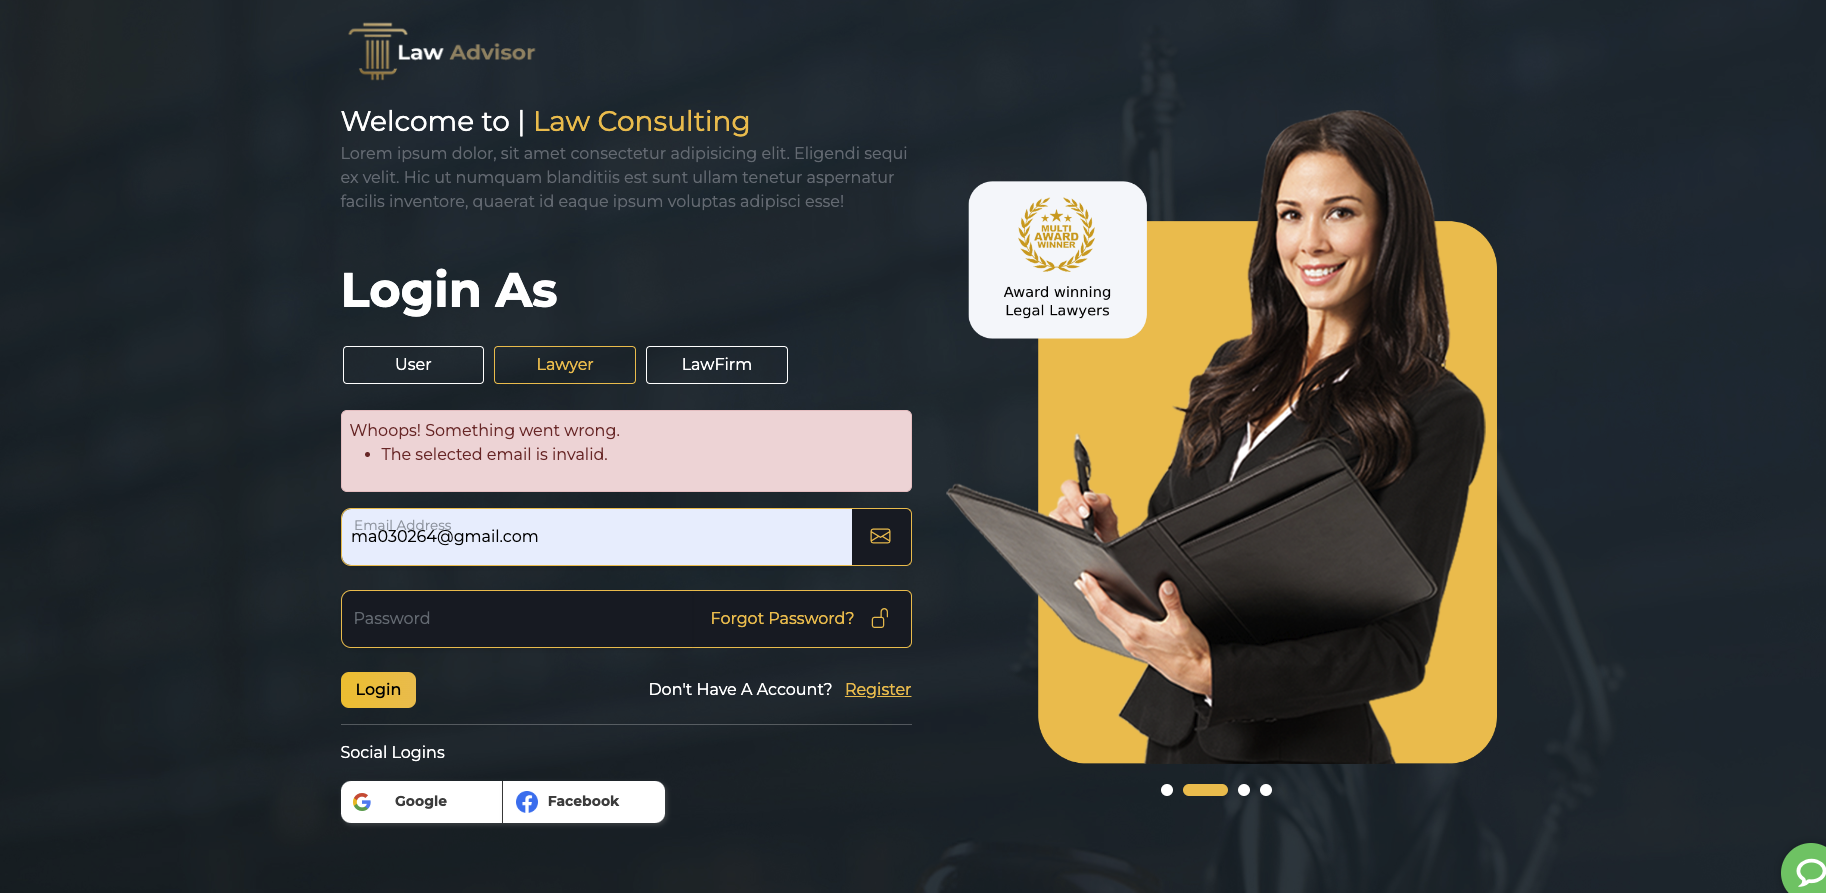 Law Advisor
Welcome to | Law Consulting
Lorem ipsum dolor, sit amet consectetur adipisicing elit. Eligendi sequi
ex velit. Hic ut numquam blanditiis est sunt ullam tenetur aspernatur
facilis inventore, quaerat id eaque ipsum voluptas adipisci esse!
Login As
User
Lawyer
LawFirm
Whoops! Something went wrong.
• The selected email is invalid.
Email Address
ma030264@gmail.com
Password
Forgot Password?
Login
Don't Have A Account? Register
Social Logins
Google
Facebook
MULTI
AWARD
WINNER
Award winning
Legal Lawyers